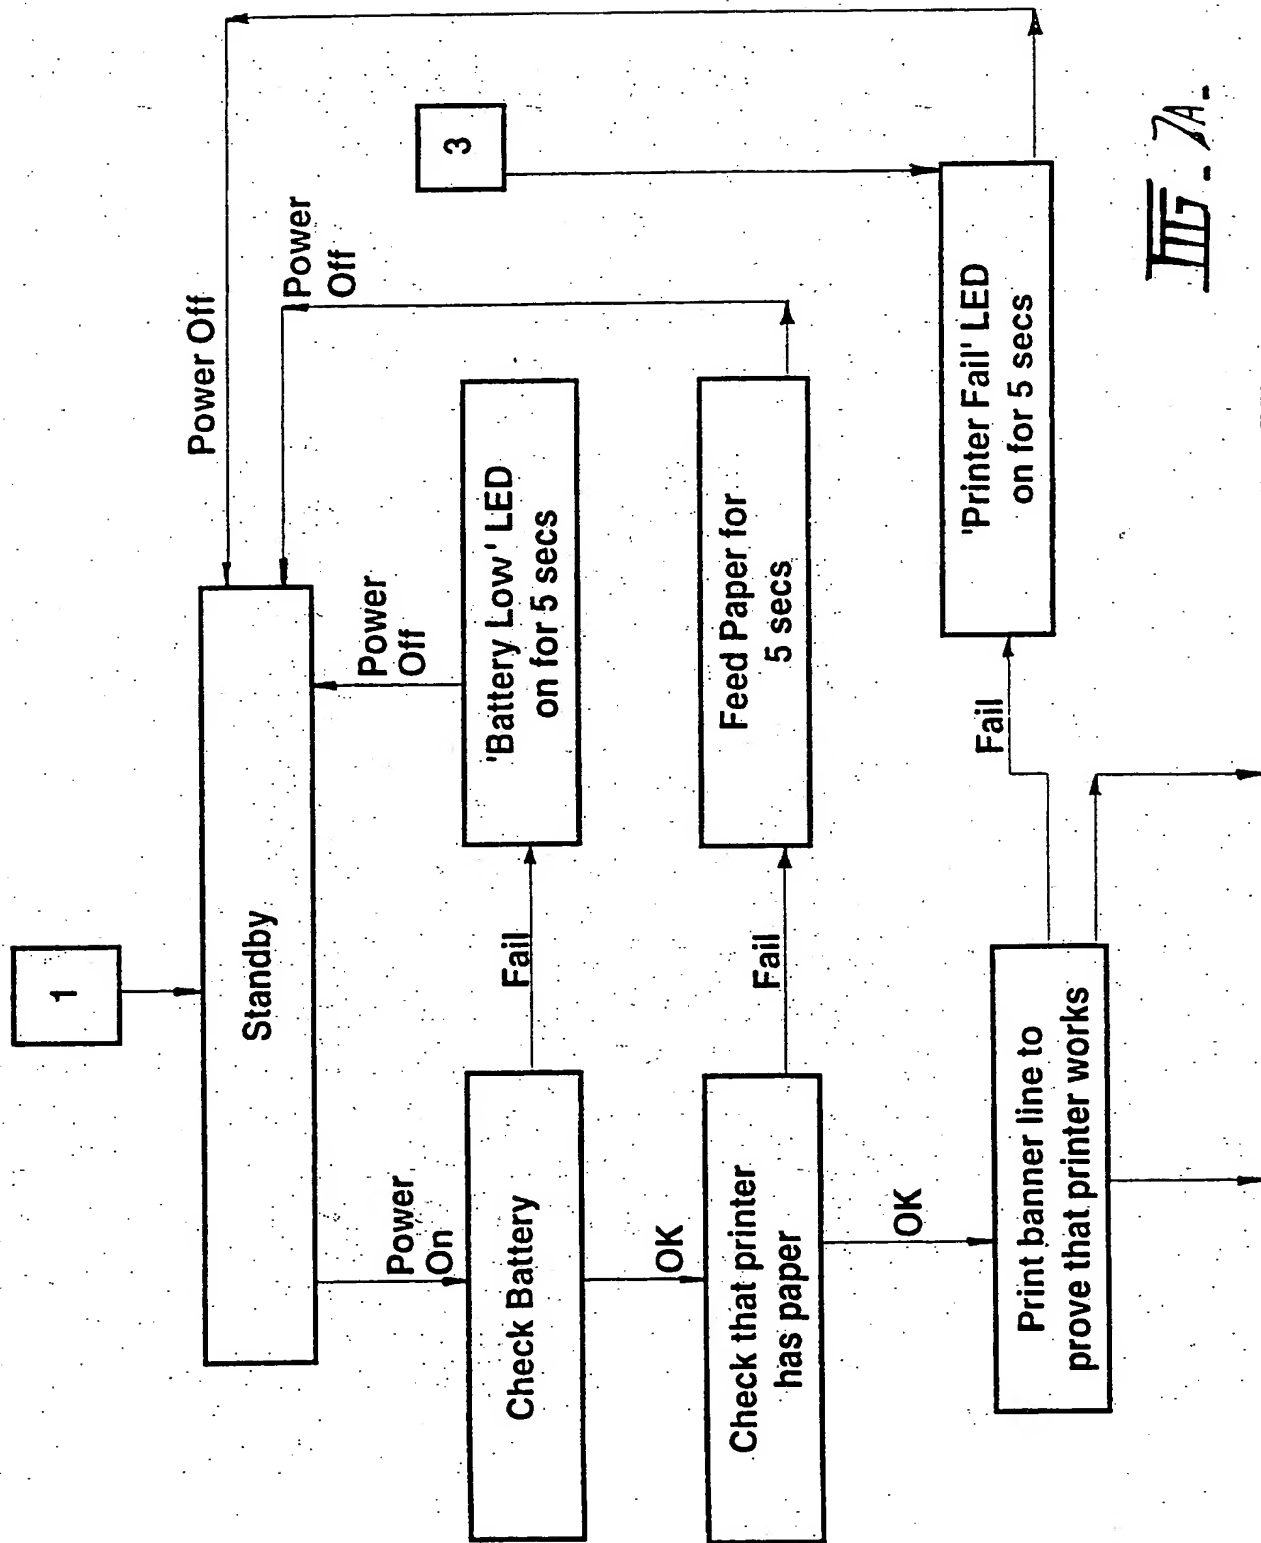 1
Standby
Power Off
Power
On
Power
Off
Power
Off
3
Check Battery
Fail
'Battery Low' LED
on for 5 secs
OK
Check that printer
has paper
Fail
Feed Paper for
5 secs
OK
Print banner line to
prove that printer works
Fail
'Printer Fail' LED
on for 5 secs
FIG. 7A.